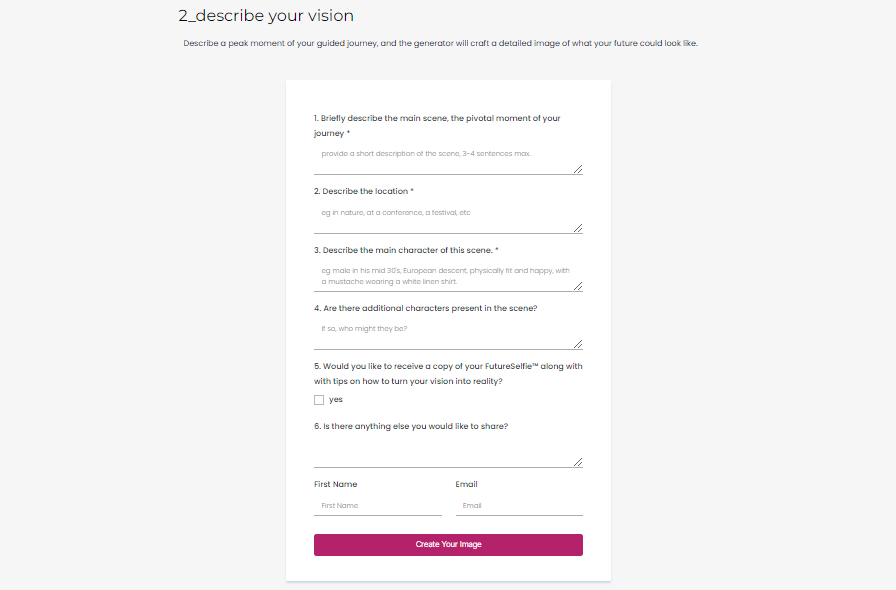 2_describe your vision
Describe a peak moment of your guided journey, and the generator will craft a detailed image of what your future could look like.
1. Briefly describe the main scene, the pivotal moment of your
journey *
provide a short description of the scene, 3-4 sentences max.
2. Describe the location *
eg in nature, at a conference, a festival, etc
3. Describe the main character of this scene. *
eg male in his mid 30's, European descent, physically fit and happy, with
a mustache wearing a white linen shirt.
4. Are there additional characters present in the scene?
If so, who might they be?
5. Would you like to receive a copy of your FutureSelfie™ along with
with tips on how to turn your vision into reality?
yes
6. Is there anything else you would like to share?
First Name Email
First Name Email
Create Your Image